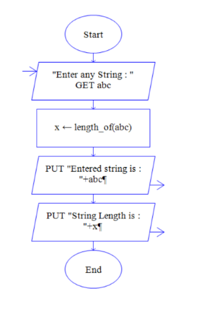 Start
"Enter any String : "
GET abc
x ← length_of(abc)
PUT "Entered string is :
"+abc¶
PUT "String Length is :
"+x¶
End